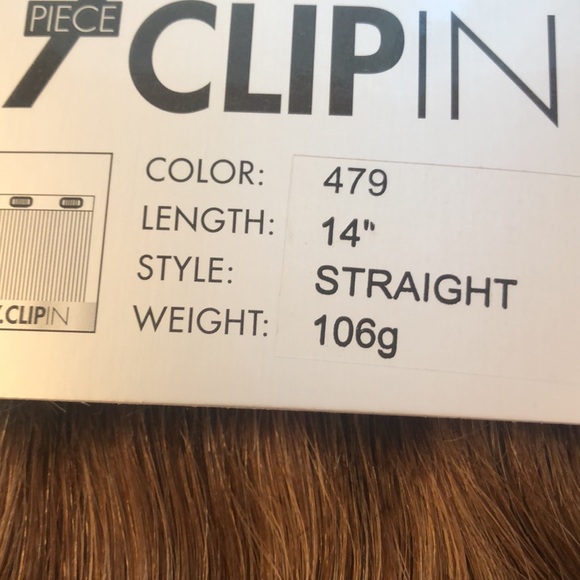 7 PIECE CLIPIN
COLOR: 479
LENGTH: 14"
STYLE: STRAIGHT
WEIGHT: 106g
CLIPIN